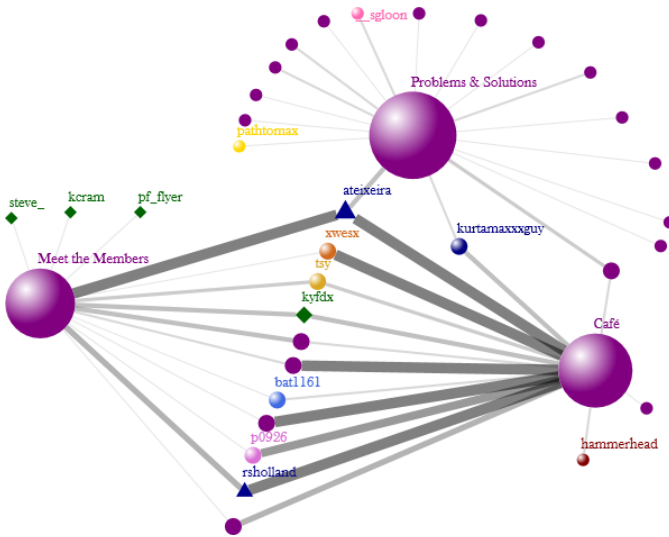 __sgloon
Problems & Solutions
pathtomax
ateixeira
steve_
kcram
pf_flyer
kurtamaxxxguy
xwesx
Meet the Members
tsy
kyfdx
Café
bat1161
p0926
hammerhead
rsholland